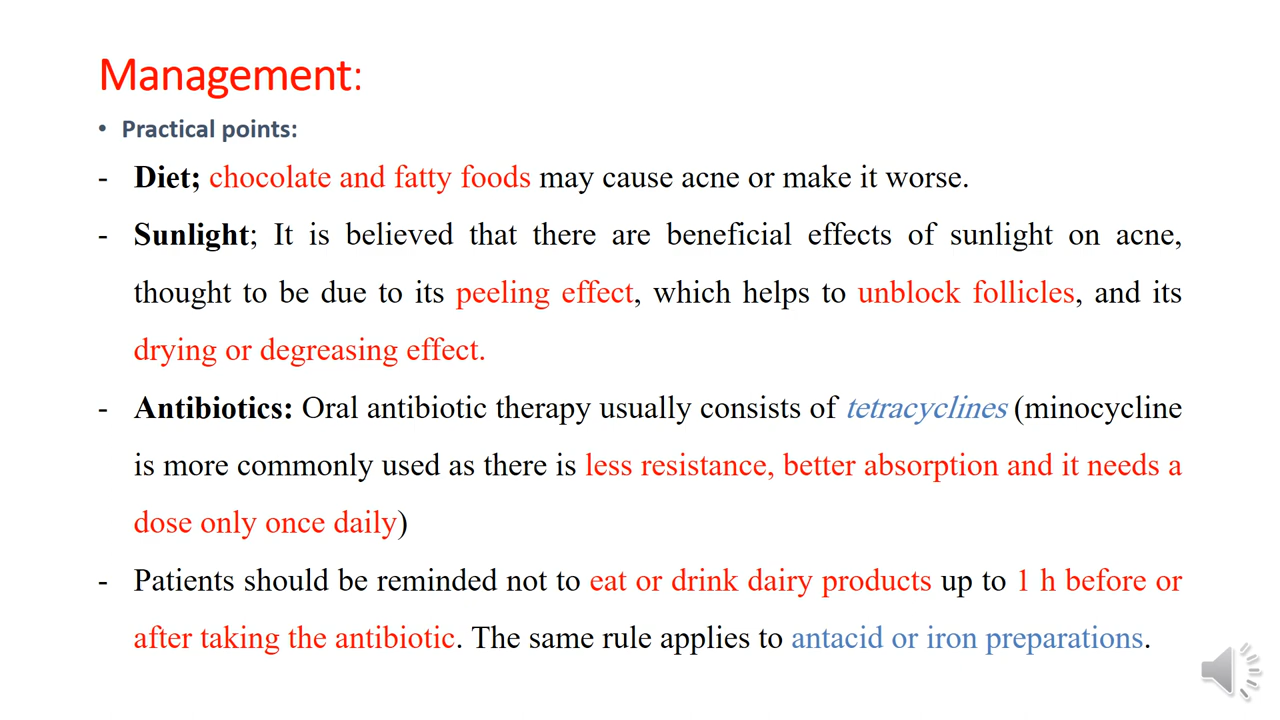 Management:
• Practical points:
- Diet; chocolate and fatty foods may cause acne or make it worse.
- Sunlight; It is believed that there are beneficial effects of sunlight on acne,
thought to be due to its peeling effect, which helps to unblock follicles, and its
drying or degreasing effect.
- Antibiotics: Oral antibiotic therapy usually consists of tetracyclines (minocycline
is more commonly used as there is less resistance, better absorption and it needs a
dose only once daily)
- Patients should be reminded not to eat or drink dairy products up to 1 h before or
after taking the antibiotic. The same rule applies to antacid or iron preparations.